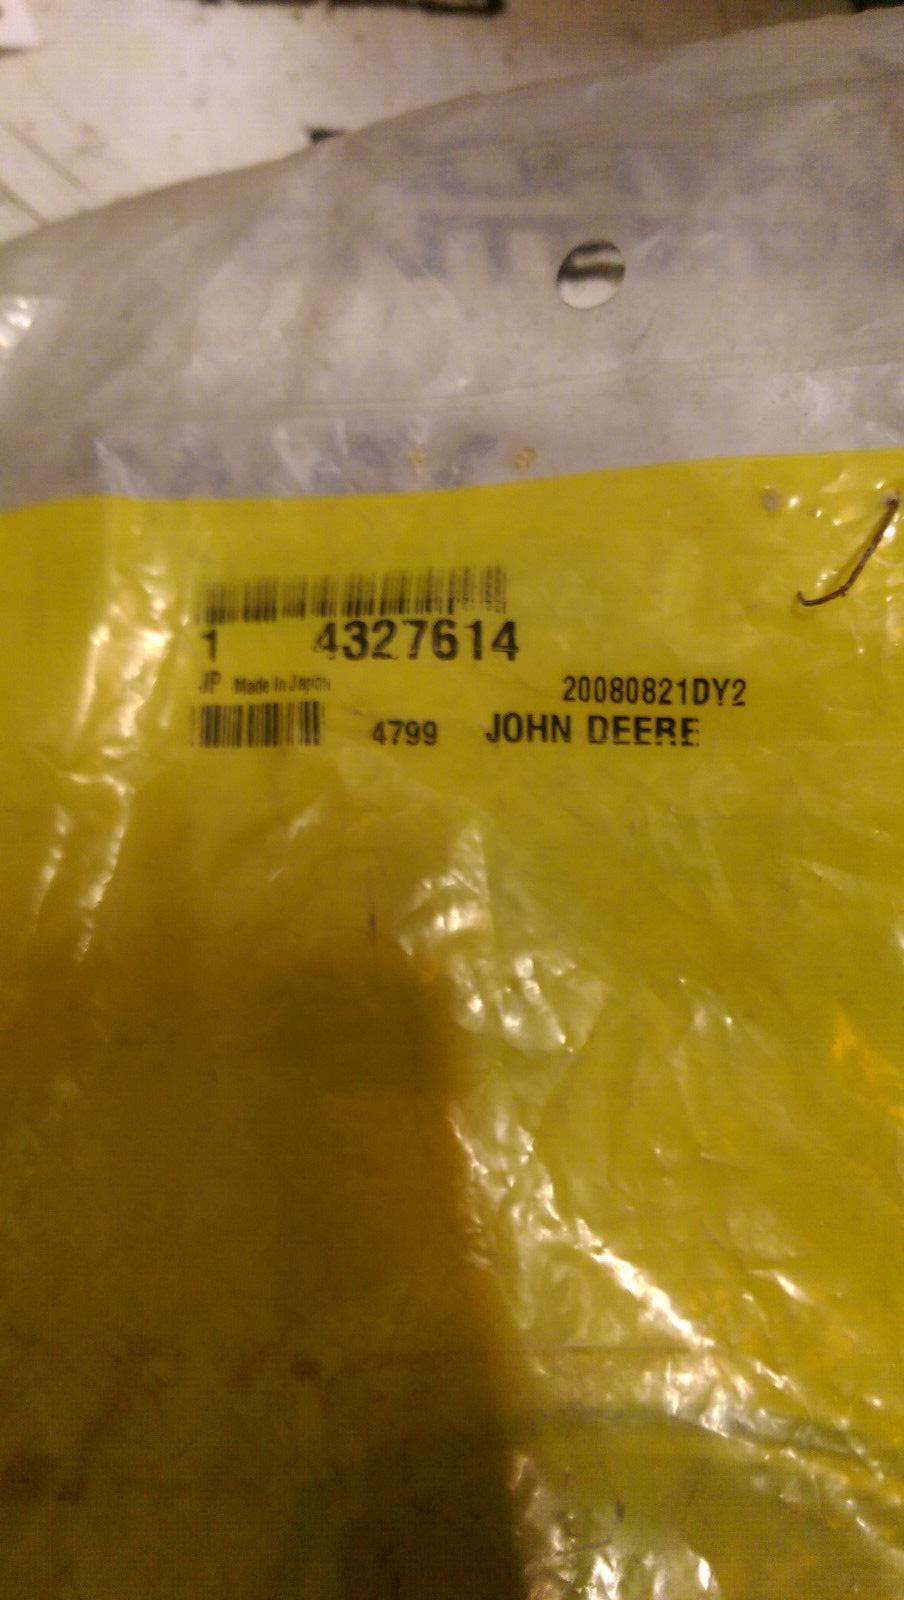 1 4327614
JP Made In Japan 20080821DY2
4799 JOHN DEERE